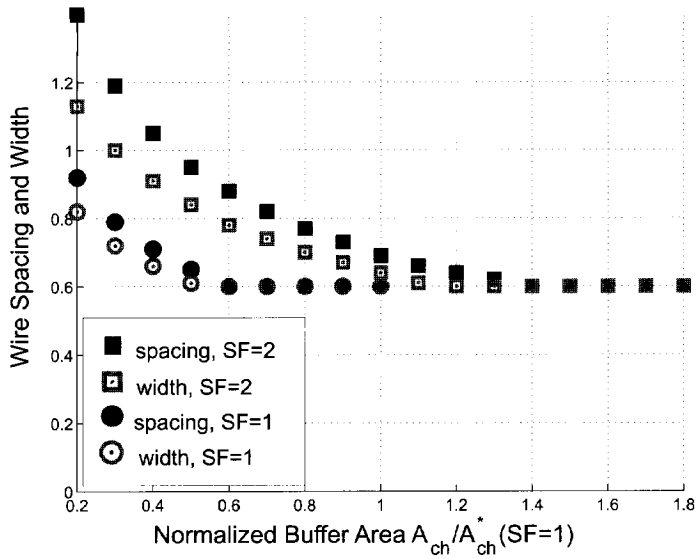 Wire Spacing and Width
1.2
1
0.8
0.6
0.4
0.2
0
spacing, SF=2
width, SF=2
spacing, SF=1
width, SF=1
0.2 0.4 0.6 0.8 1.0 1.2 1.4 1.6 1.8
Normalized Buffer Area A_ch/A*_ch(SF=1)